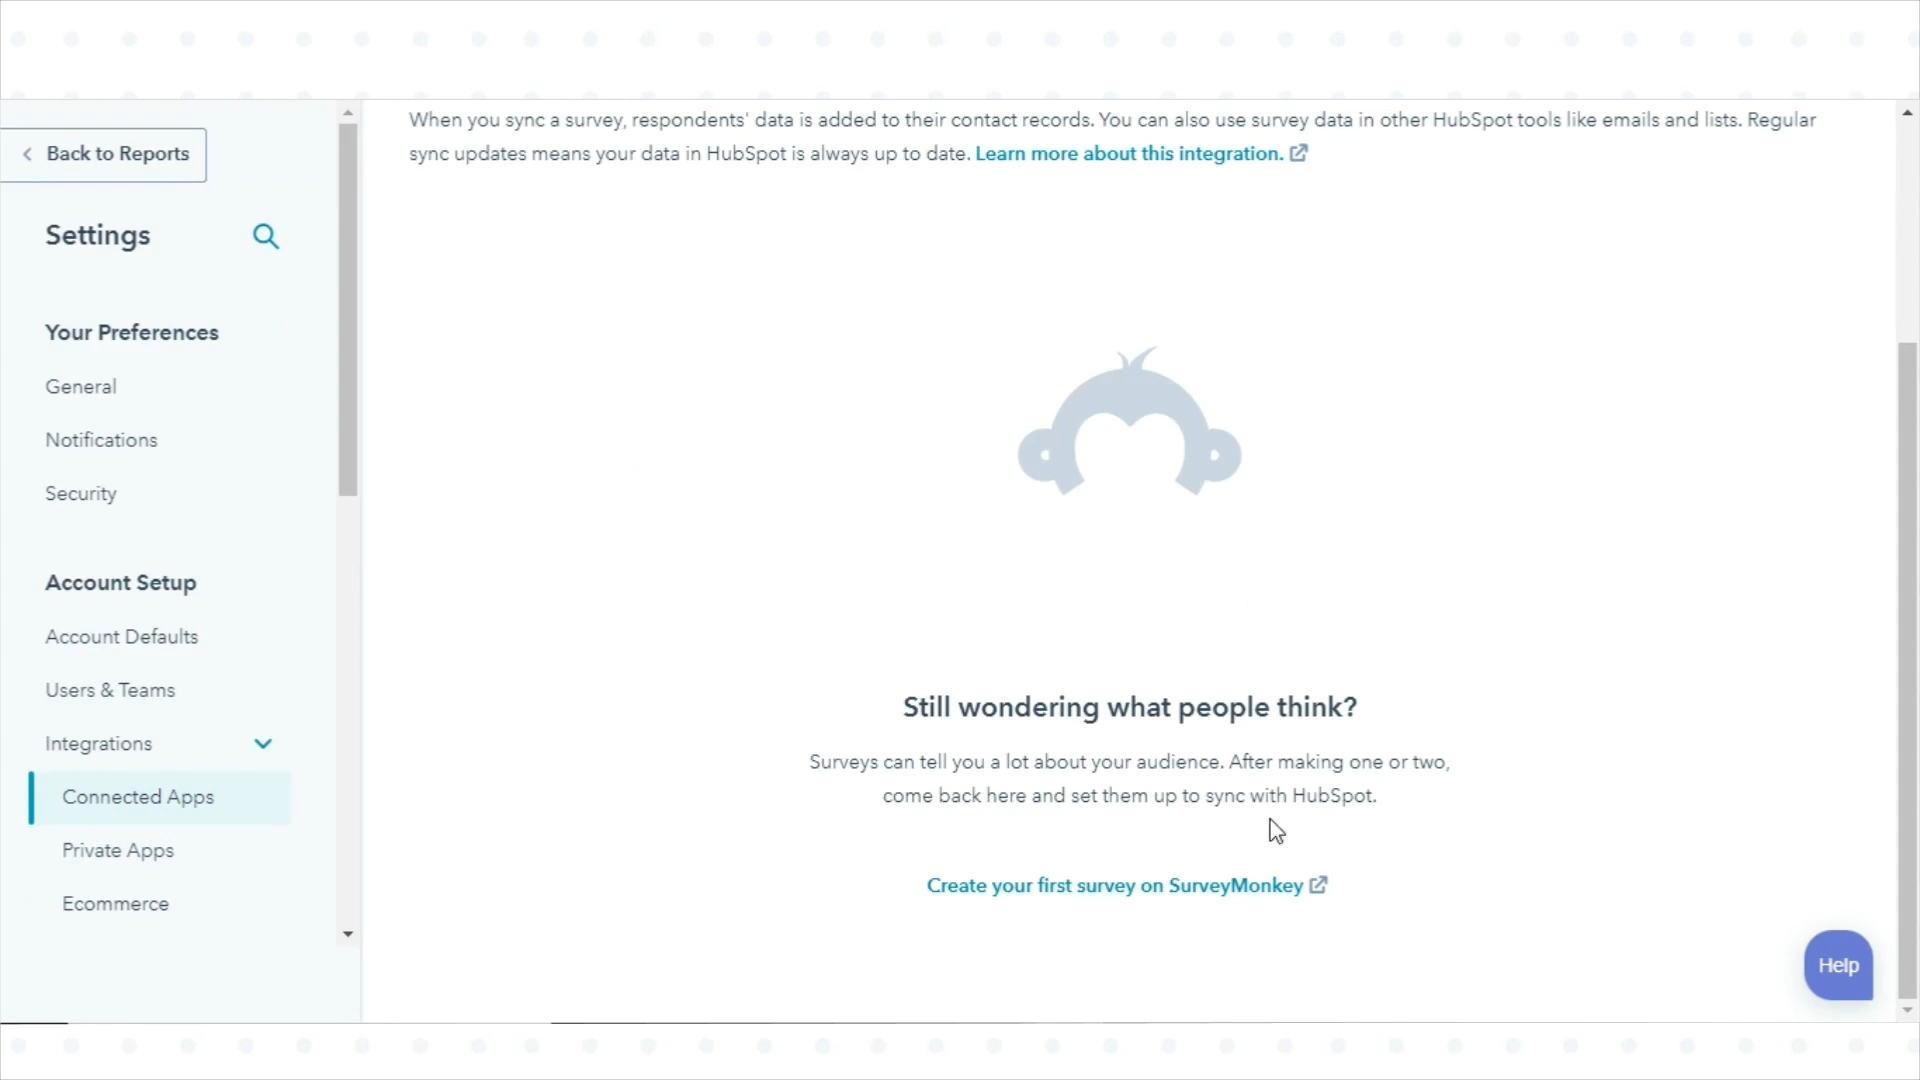 Back to Reports
Settings
Your Preferences
General
Notifications
Security
Account Setup
Account Defaults
Users & Teams
Integrations
Connected Apps
Private Apps
Ecommerce
When you sync a survey, respondents' data is added to their contact records. You can also use survey data in other HubSpot tools like emails and lists. Regular
sync updates means your data in HubSpot is always up to date. Learn more about this integration.
Still wondering what people think?
Surveys can tell you a lot about your audience. After making one or two,
come back here and set them up to sync with HubSpot.
Create your first survey on SurveyMonkey
Help